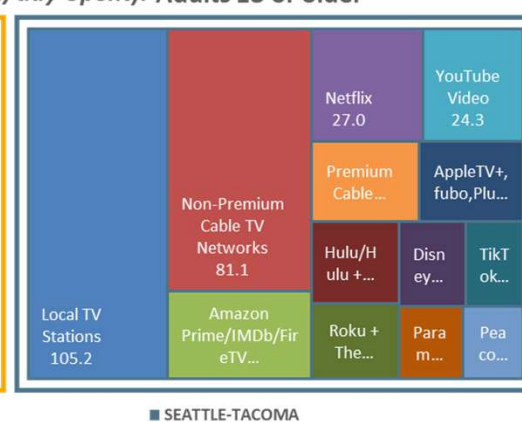 Adults 18 or older
Local TV
Stations
105.2
Non-Premium
Cable TV
Networks
81.1
Amazon
Prime/IMDb/Fir
eTV...
Netflix
27.0
YouTube
Video
24.3
Premium
Cable...
AppleTV+,
fubo,Plu...
Hulu/H
ulu +...
Disn
ey...
TikT
ok...
Roku +
The...
Para
m...
Pea
co...
SEATTLE-TACOMA